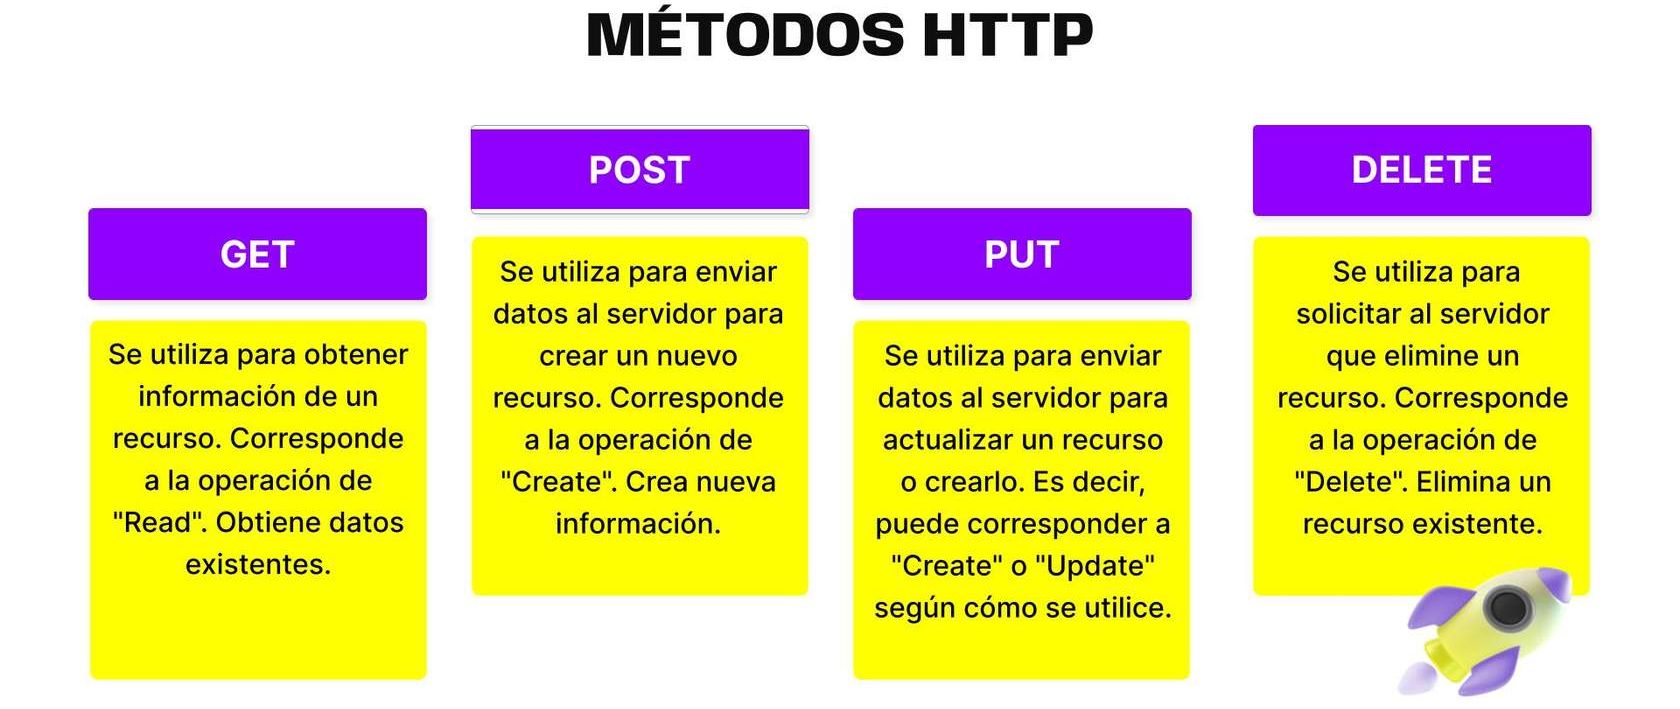 MÉTODOS HTTP
GET
Se utiliza para obtener
información de un
recurso. Corresponde
a la operación de
"Read". Obtiene datos
existentes.
POST
Se utiliza para enviar
datos al servidor para
crear un nuevo
recurso. Corresponde
a la operación de
"Create". Crea nueva
información.
PUT
Se utiliza para enviar
datos al servidor para
actualizar un recurso
o crearlo. Es decir,
puede corresponder a
"Create" o "Update"
según cómo se utilice.
DELETE
Se utiliza para
solicitar al servidor
que elimine un
recurso. Corresponde
a la operación de
"Delete". Elimina un
recurso existente.